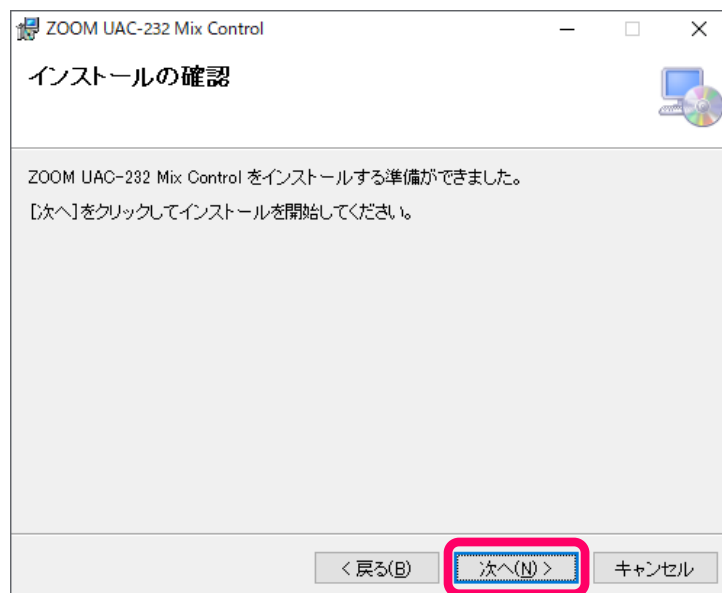 ZOOM UAC-232 Mix Control
インストールの確認
ZOOM UAC-232 Mix Control をインストールする準備ができました。
[次へ]をクリックしてインストールを開始してください。
< 戻る(B)
次へ(N) >
キャンセル